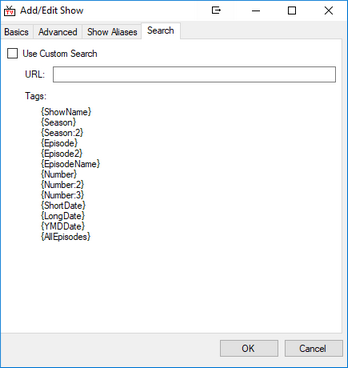 Add/Edit Show
Basics Advanced Show Aliases Search
Use Custom Search
URL:
Tags:
{ShowName}
{Season}
{Season:2}
{Episode}
{Episode2}
{EpisodeName}
{Number}
{Number:2}
{Number:3}
{ShortDate}
{LongDate}
{YMDDate}
{AllEpisodes}
OK Cancel